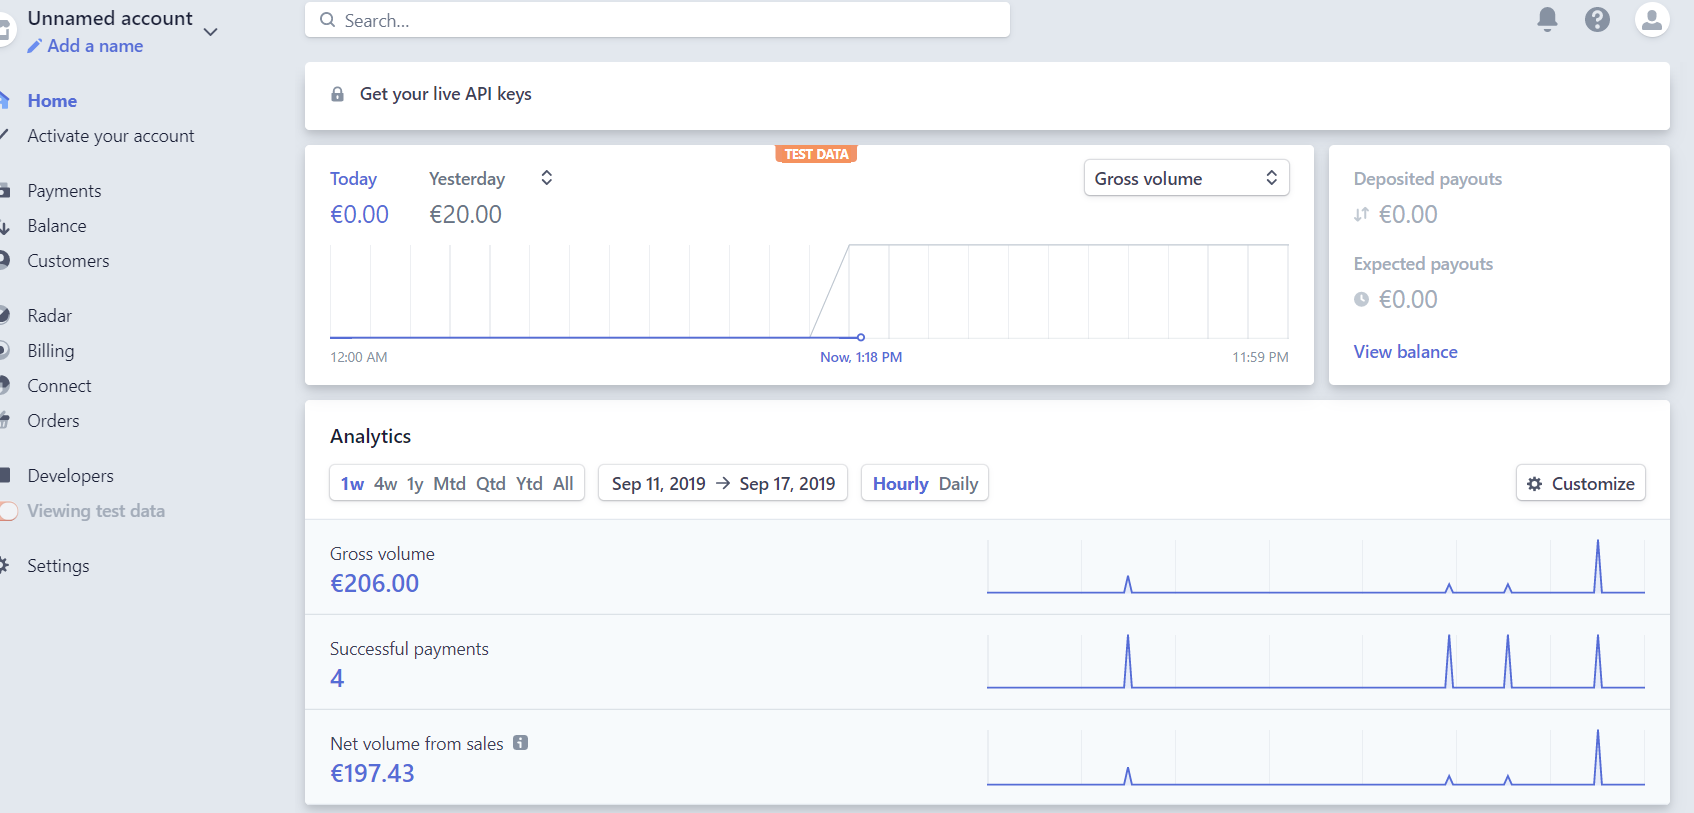 Unnamed account
Add a name
Home
Activate your account
Payments
Balance
Customers
Radar
Billing
Connect
Orders
Developers
Viewing test data
Settings
Search...
Get your live API keys
TEST DATA
Today Yesterday Gross volume
€0.00 €20.00
12:00 AM Now, 1:18 PM 11:59 PM
Deposited payouts
€0.00
Expected payouts
€0.00
View balance
Analytics
1w 4w 1y Mtd Qtd Ytd All Sep 11, 2019 → Sep 17, 2019 Hourly Daily Customize
Gross volume
€206.00
Successful payments
4
Net volume from sales
€197.43